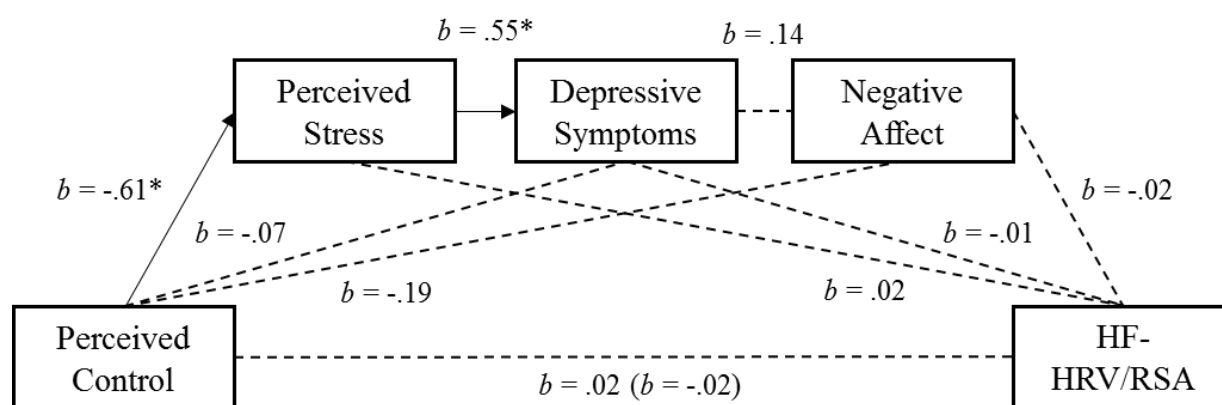 b = .55*
b = .14
Perceived
Stress
Depressive
Symptoms
Negative
Affect
b = -.61*
b = -.02
b = -.07
b = -.01
b = -.19
b = .02
Perceived
Control
HF-
HRV/RSA
b = .02 (b = -.02)